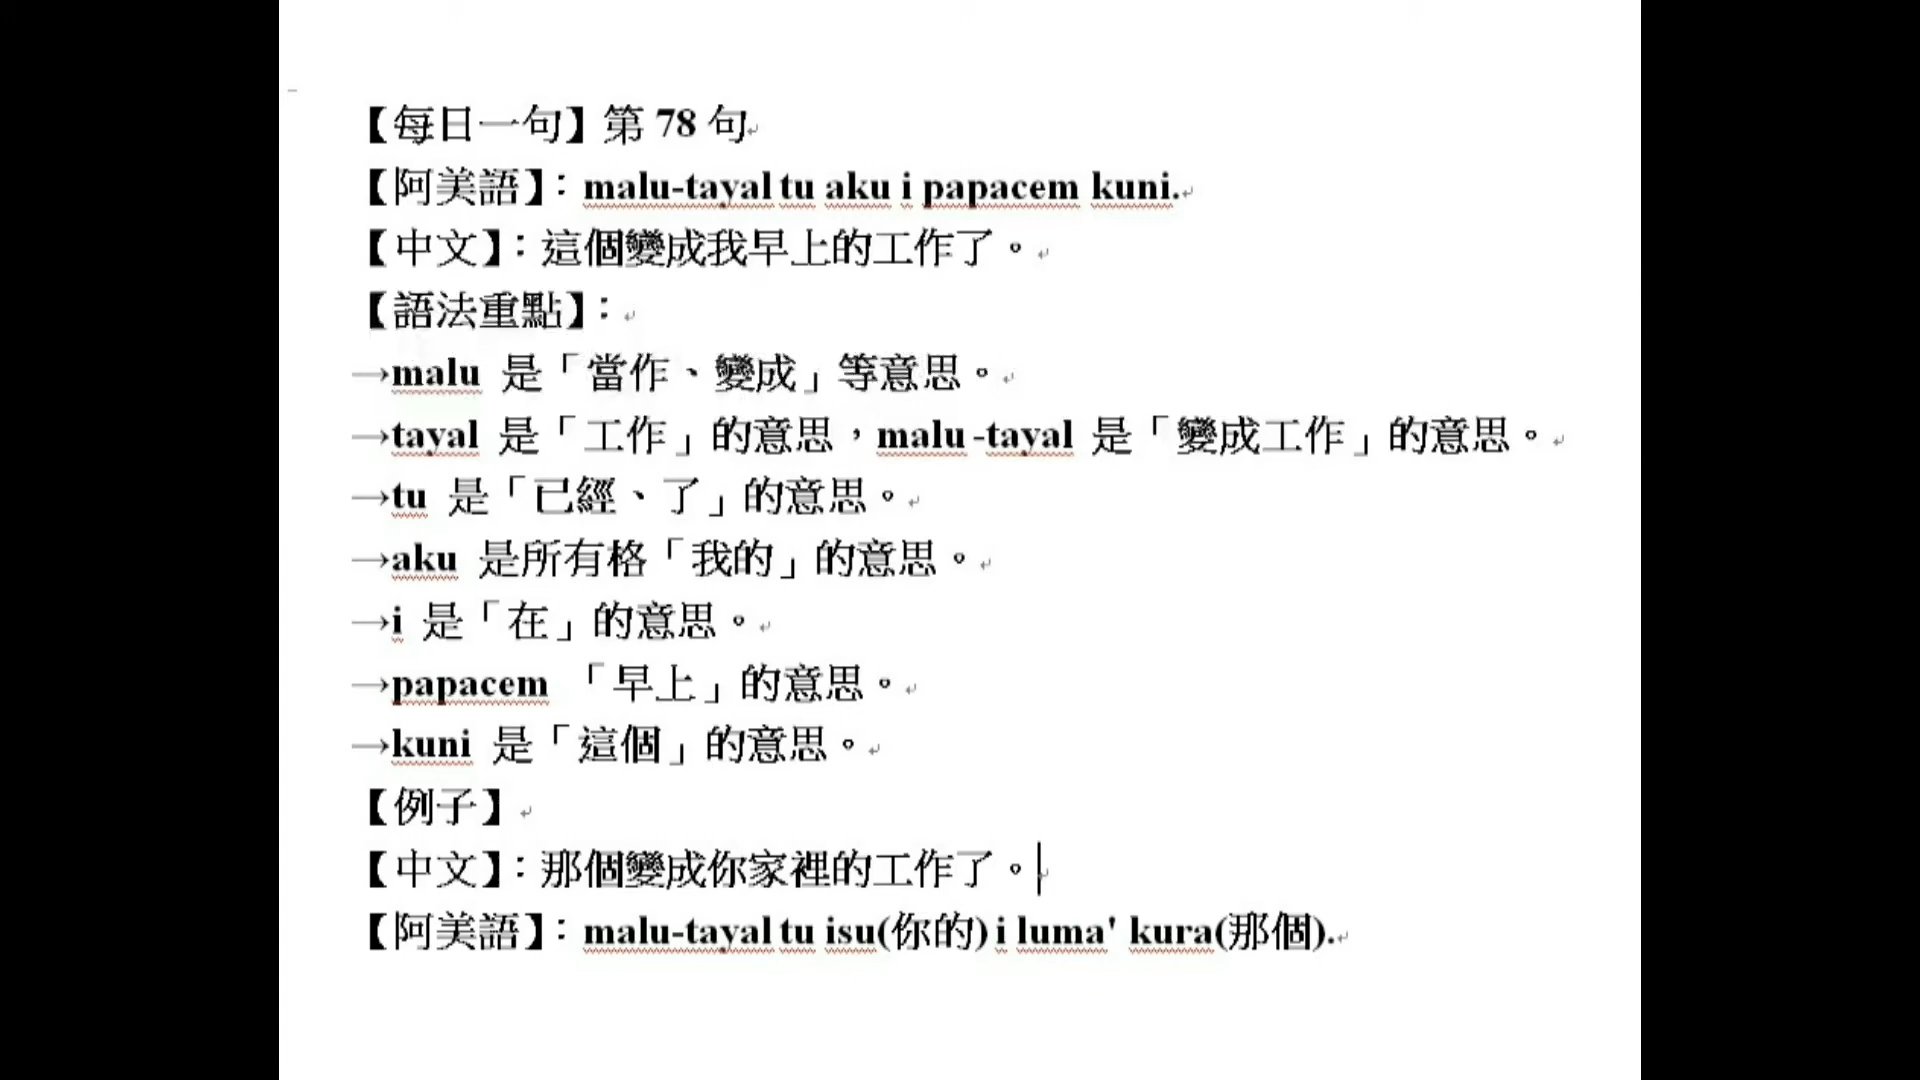 【每日一句】第 78 句
【阿美語】：malu-tayal tu aku i papacem kuni.
【中文】：這個變成我早上的工作了。
【語法重點】：
→malu 是「當作、變成」等意思。
→tayal 是「工作」的意思，malu -tayal 是「變成工作」的意思。
→tu 是「已經、了」的意思。
→aku 是所有格「我的」的意思。
→i 是「在」的意思。
→papacem 「早上」的意思。
→kuni 是「這個」的意思。
【例子】
【中文】：那個變成你家裡的工作了。
【阿美語】：malu-tayal tu isu(你的) i luma' kura(那個).